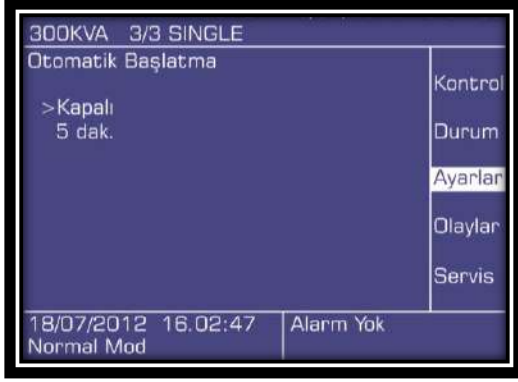 300KVA 3/3 SINGLE
Otomatik Başlatma
>Kapalı
5 dak.
Kontrol
Durum
Ayarlar
Olaylar
Servis
18/07/2012 16.02:47
Normal Mod
Alarm Yok